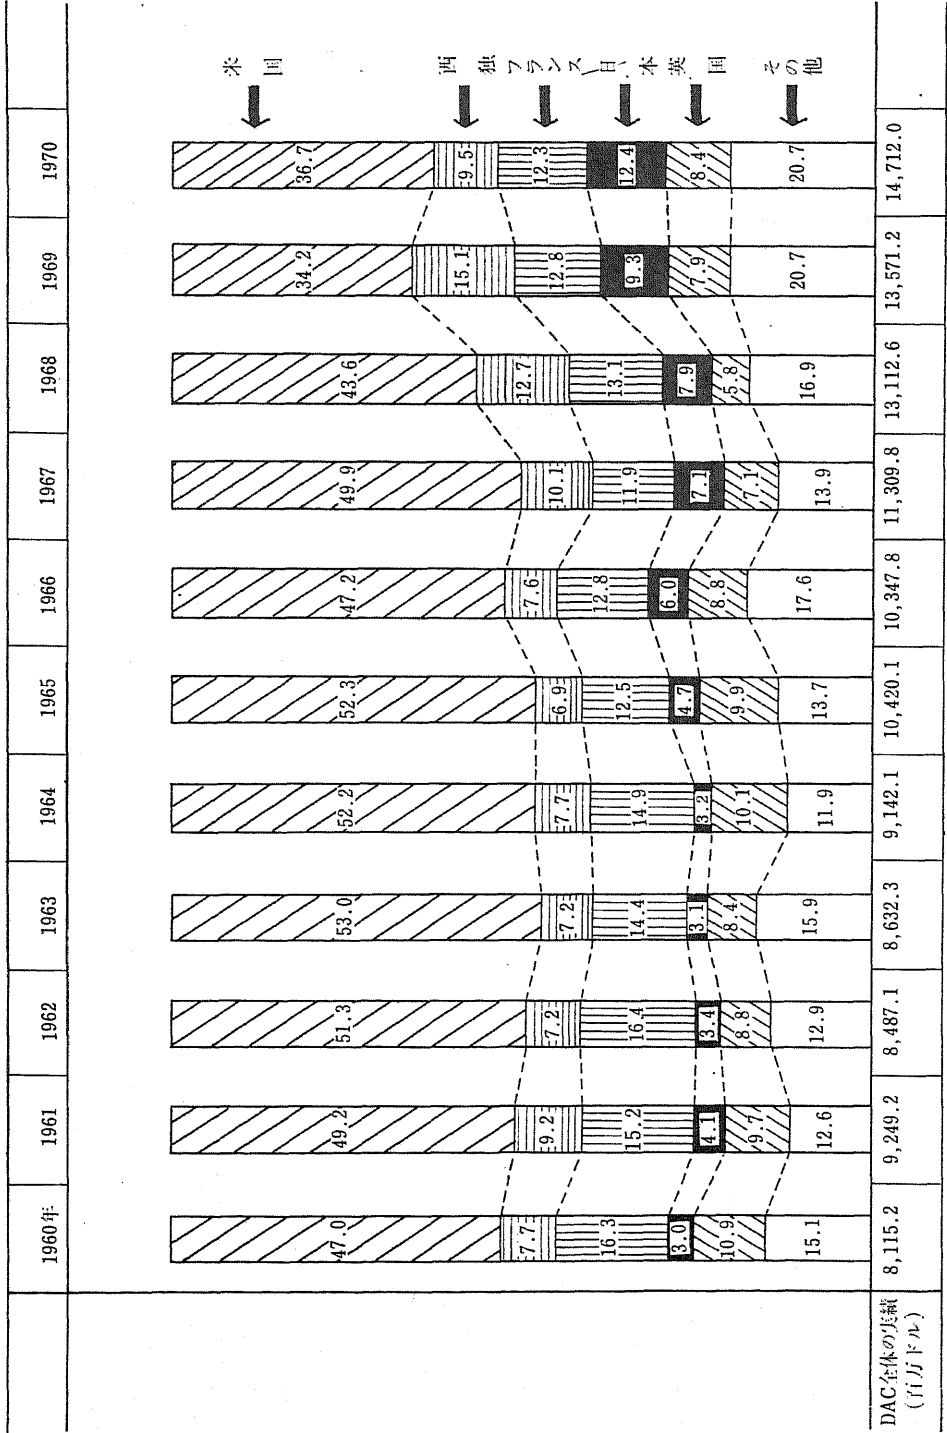 1960年 1961 1962 1963 1964 1965 1966 1967 1968 1969 1970
47.0 49.2 51.3 53.0 52.2 52.3 47.2 49.9 43.6 34.2 36.7 米国
7.7 9.2 7.2 7.2 7.7 6.9 7.6 10.1 12.7 15.1 9.5 西独
16.3 15.2 16.4 14.4 14.9 12.5 12.8 11.9 13.1 12.8 12.3 フランス
3.0 4.1 3.4 3.1 3.2 4.7 6.0 7.1 7.9 9.3 12.4 日本
10.9 9.7 8.8 8.4 10.1 9.9 8.8 7.1 5.8 7.9 8.4 英国
15.1 12.6 12.9 15.9 11.9 13.7 17.6 13.9 16.9 20.7 20.7 その他
DAC全体の実績 8,115.2 9,249.2 8,487.1 8,632.3 9,142.1 10,420.1 10,347.8 11,309.8 13,112.6 13,571.2 14,712.0
(百万ドル)